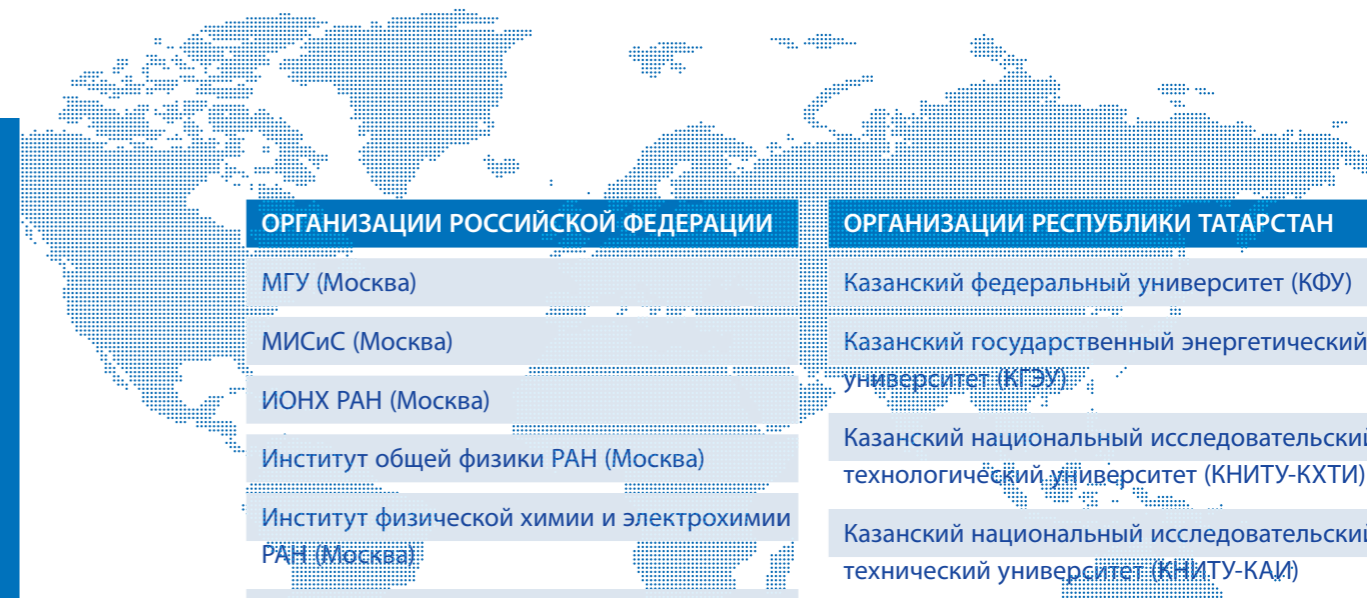 ОРГАНИЗАЦИИ РОССИЙСКОЙ ФЕДЕРАЦИИ
МГУ (Москва)
МИСиС (Москва)
ИОНХ РАН (Москва)
Институт общей физики РАН (Москва)
Институт физической химии и электрохимии
РАН (Москва)
ОРГАНИЗАЦИИ РЕСПУБЛИКИ ТАТАРСТАН
Казанский федеральный университет (КФУ)
Казанский государственный энергетический
университет (КГЭУ)
Казанский национальный исследовательский
технологический университет (КНИТУ-КХТИ)
Казанский национальный исследовательский
технический университет (КНИТУ-КАИ)